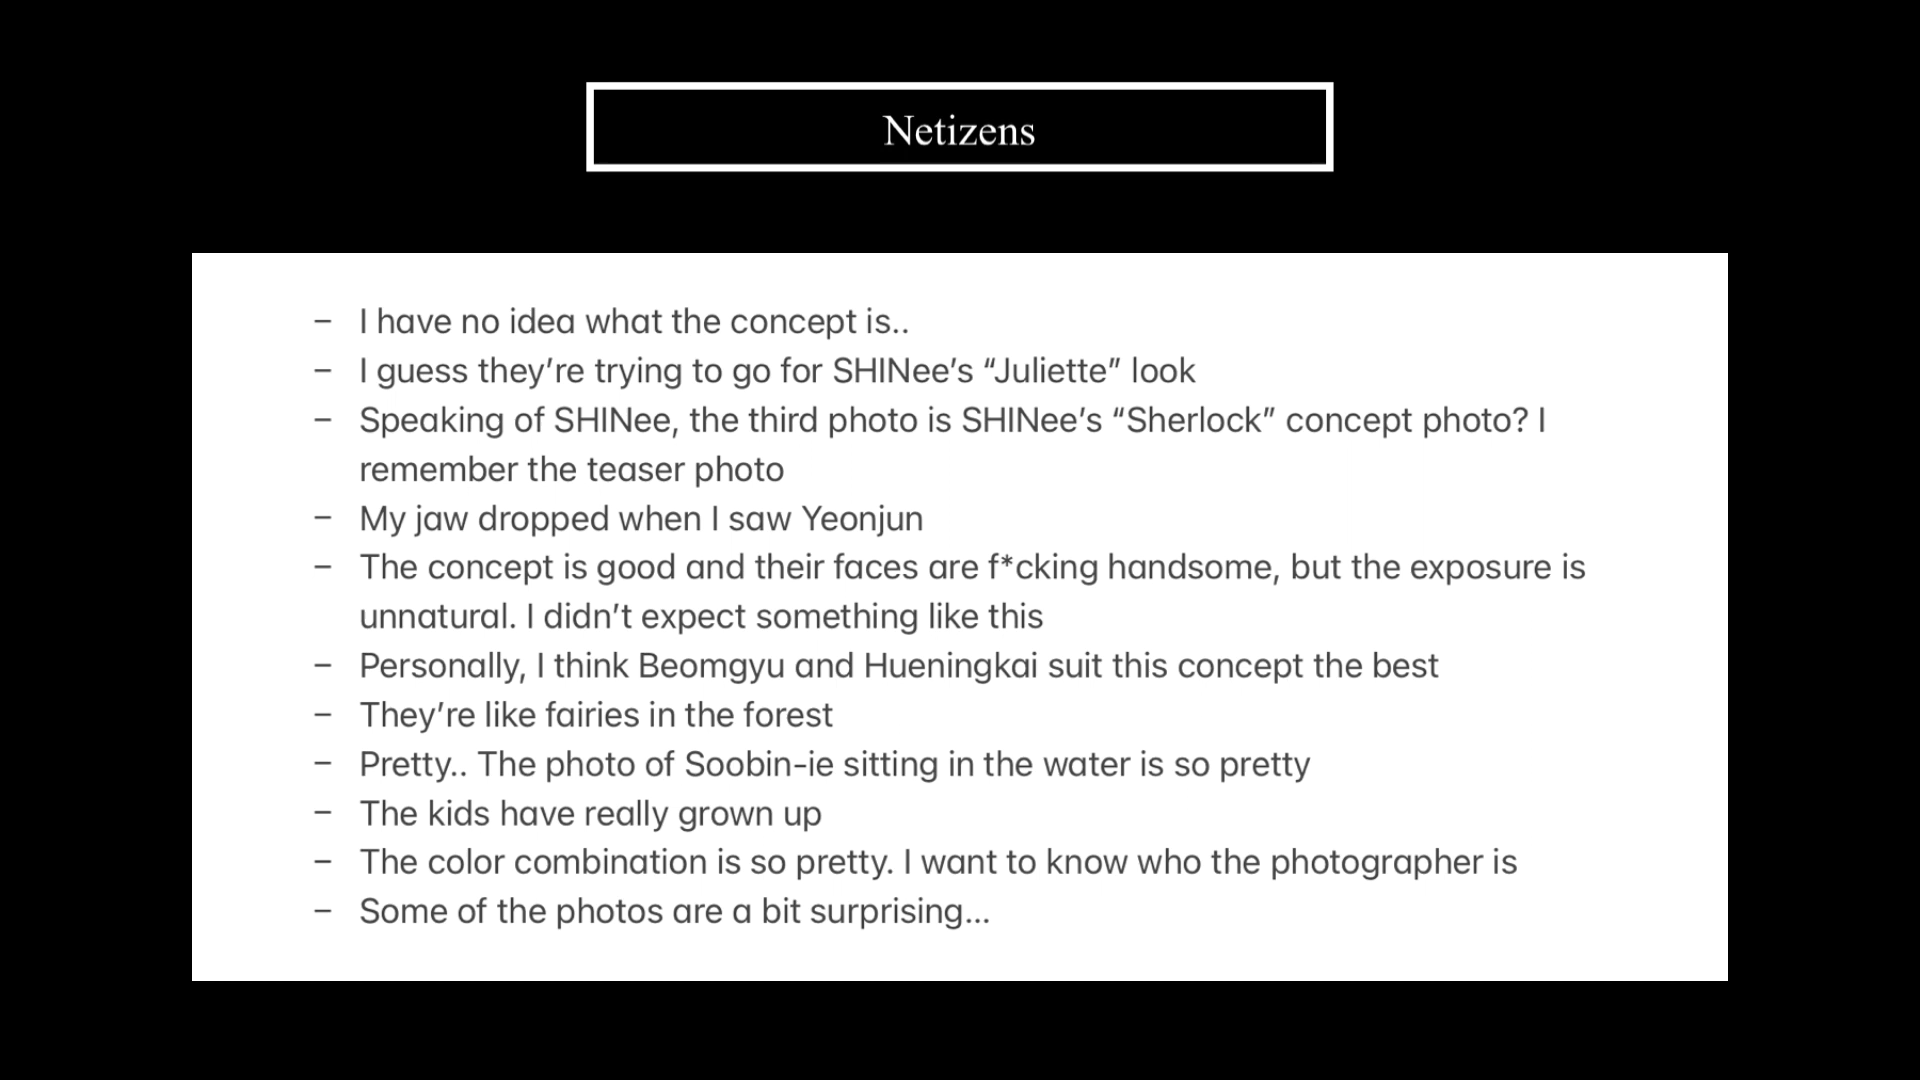 Netizens
– I have no idea what the concept is..
– I guess they’re trying to go for SHINee’s “Juliette” look
– Speaking of SHINee, the third photo is SHINee’s “Sherlock” concept photo? I
remember the teaser photo
– My jaw dropped when I saw Yeonjun
– The concept is good and their faces are f*cking handsome, but the exposure is
unnatural. I didn’t expect something like this
– Personally, I think Beomgyu and Hueningkai suit this concept the best
– They’re like fairies in the forest
– Pretty.. The photo of Soobin-ie sitting in the water is so pretty
– The kids have really grown up
– The color combination is so pretty. I want to know who the photographer is
– Some of the photos are a bit surprising...